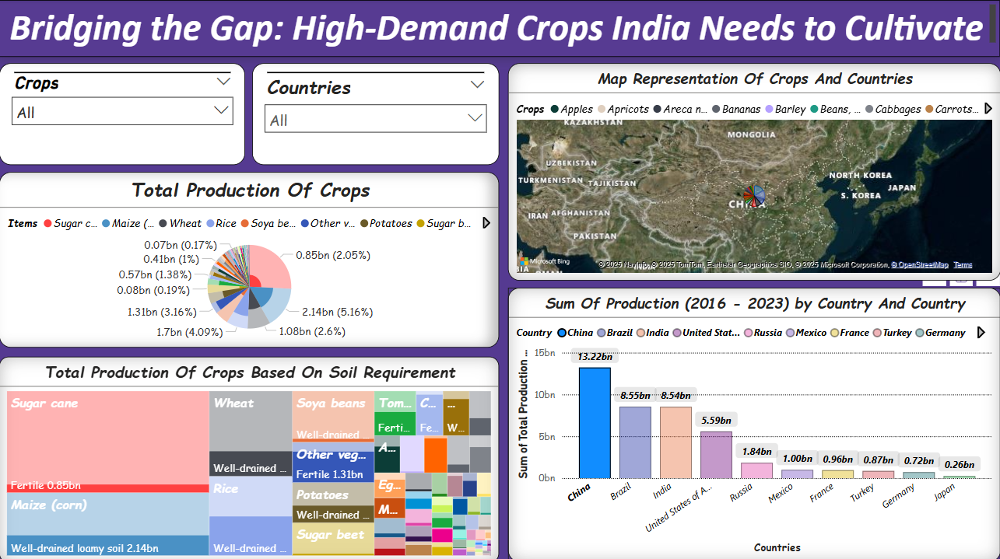 Bridging the Gap: High-Demand Crops India Needs to Cultivate
Crops
All
Countries
All
Total Production Of Crops
Items Sugar c... Maize (... Wheat Rice Soya be... Other v... Potatoes Sugar b...
0.07bn (0.17%)
0.41bn (1%)
0.57bn (1.38%)
0.08bn (0.19%)
1.31bn (3.16%)
1.7bn (4.09%)
0.85bn (2.05%)
2.14bn (5.16%)
1.08bn (2.6%)
Total Production Of Crops Based On Soil Requirement
Sugar cane
Fertile 0.85bn
Maize (corn)
Well-drained loamy soil 2.14bn
Wheat
Well-drained ...
Rice
Well-drained ...
Soya beans
Well-drained ...
Other veg...
Fertile 1.31bn
Potatoes
Well-drained ...
Sugar beet
Tom...
Ferti...
C...
Fe...
...
W...
A...
Eg...
M...
Map Representation Of Crops And Countries
Crops Apples Apricots Areca n... Bananas Barley Beans, ... Cabbages Carrots...
KAZAKHSTAN
MONGOLIA
UZBEKISTAN
TURKMENISTAN
TAJIKISTAN
NORTH KOREA
JAPAN
S. KOREA
CHINA
IRAN
AFGHANISTAN
PAKISTAN
INDIA
Microsoft Bing
© 2025 NavInfo, © 2025 TomTom, Earthstar Geographics SIO, © 2025 Microsoft Corporation, © OpenStreetMap Terms
Sum Of Production (2016 - 2023) by Country And Country
Country China Brazil India United Stat... Russia Mexico France Turkey Germany
Sum of Total Production ...
15bn
10bn
5bn
0bn
13.22bn
8.55bn
8.54bn
5.59bn
1.84bn
1.00bn
0.96bn
0.87bn
0.72bn
0.26bn
China
Brazil
India
United States of A...
Russia
Mexico
France
Turkey
Germany
Japan
Countries